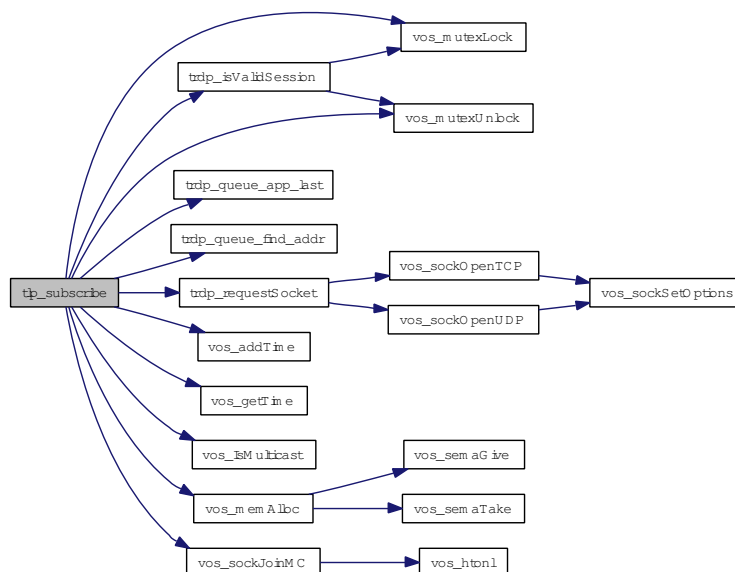 vos_mutexLock
trdp_isValidSession
vos_mutexUnlock
trdp_queue_app_last
trdp_queue_find_addr
vos_sockOpenTCP
tlp_subscribe
trdp_requestSocket
vos_sockSetOptions
vos_sockOpenUDP
vos_addTime
vos_getTime
vos_IsMulticast
vos_semaGive
vos_memAlloc
vos_semaTake
vos_sockJoinMC
vos_htonl